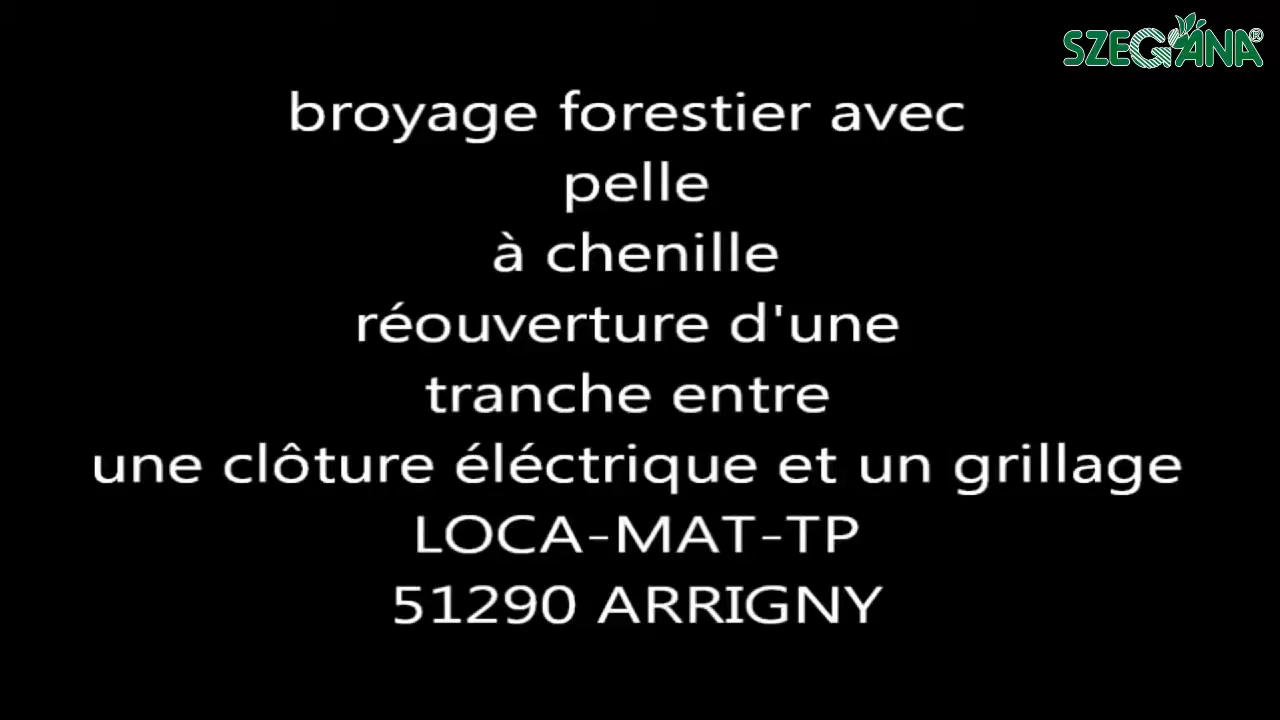 SZEGANA®
broyage forestier avec
pelle
à chenille
réouverture d'une
tranche entre
une clôture éléctrique et un grillage
LOCA-MAT-TP
51290 ARRIGNY